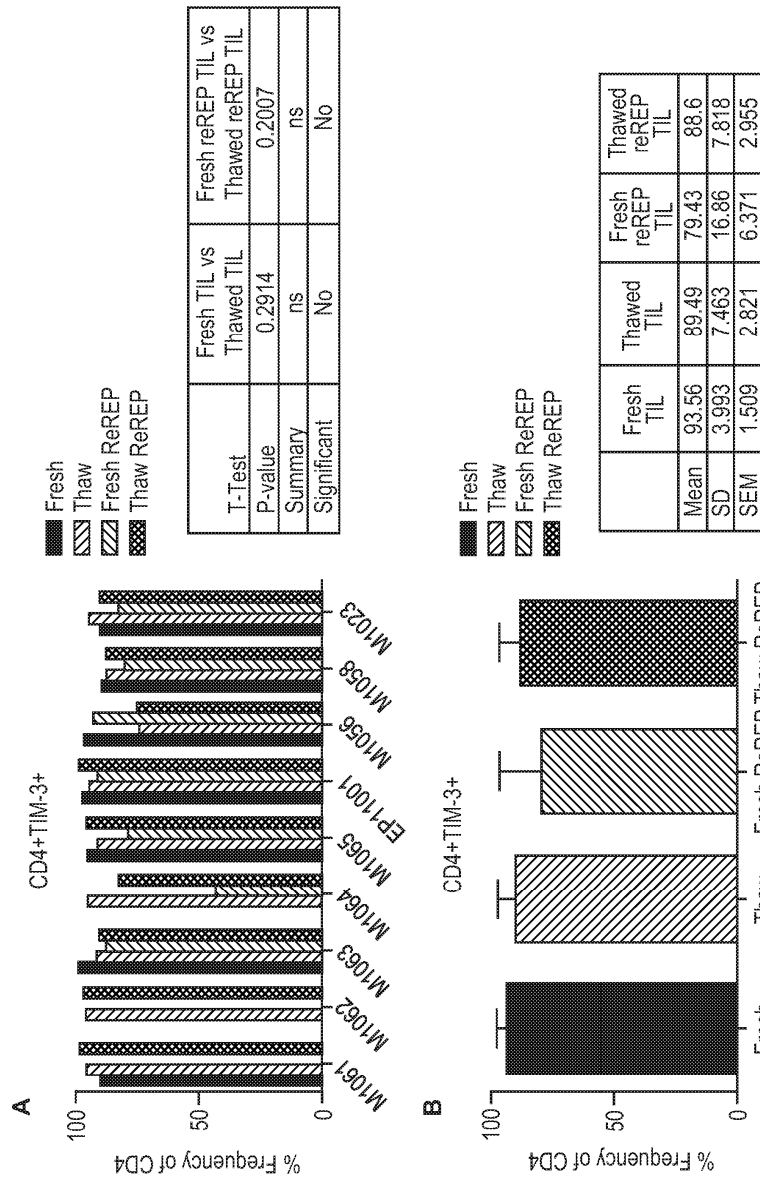 A
CD4+TIM-3+
% Frequency of CD4
100
50
0
M1061
M1062
M1063
M1064
M1065
EP11001
M1056
M1058
M1023
Fresh
Thaw
Fresh ReREP
Thaw ReREP
T-Test Fresh TIL vs Thawed TIL Fresh reREP TIL vs Thawed reREP TIL
P-value 0.2914 0.2007
Summary ns ns
Significant No No
B
CD4+TIM-3+
% Frequency of CD4
100
50
0
Fresh Thaw Fresh ReREP Thaw ReREP
Fresh
Thaw
Fresh ReREP
Thaw ReREP
Fresh TIL Thawed TIL Fresh reREP TIL Thawed reREP TIL
Mean 93.56 89.49 79.43 88.6
SD 3.993 7.463 16.86 7.818
SEM 1.509 2.821 6.371 2.955